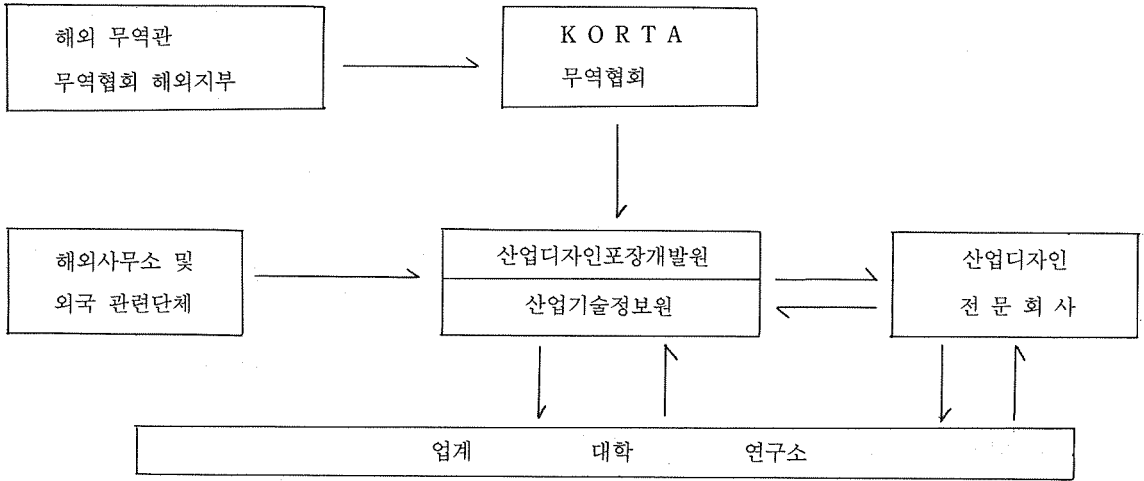 해외 무역관
무역협회 해외지부
K O R T A
무역협회
해외사무소 및
외국 관련단체
산업디자인포장개발원
산업기술정보원
산업디자인
전 문 회 사
업계 대학 연구소